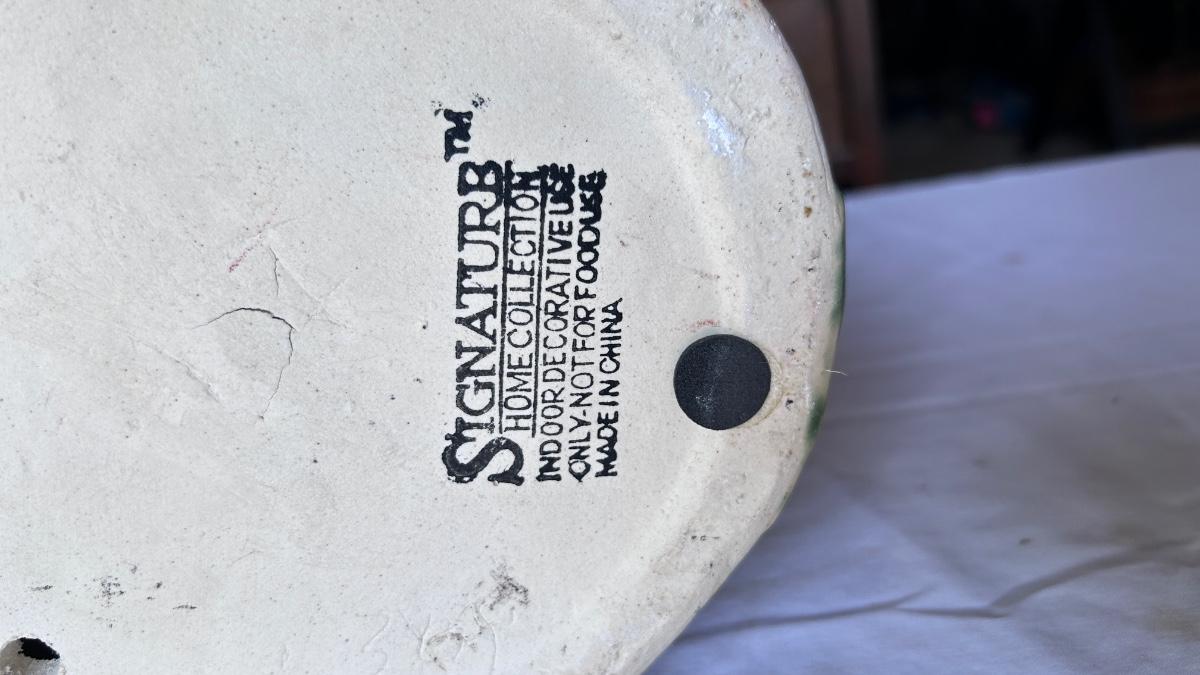 SIGNATURE™
HOME COLLECTION
INDOOR DECORATIVE USE
ONLY-NOT FOR FOOD USE
MADE IN CHINA